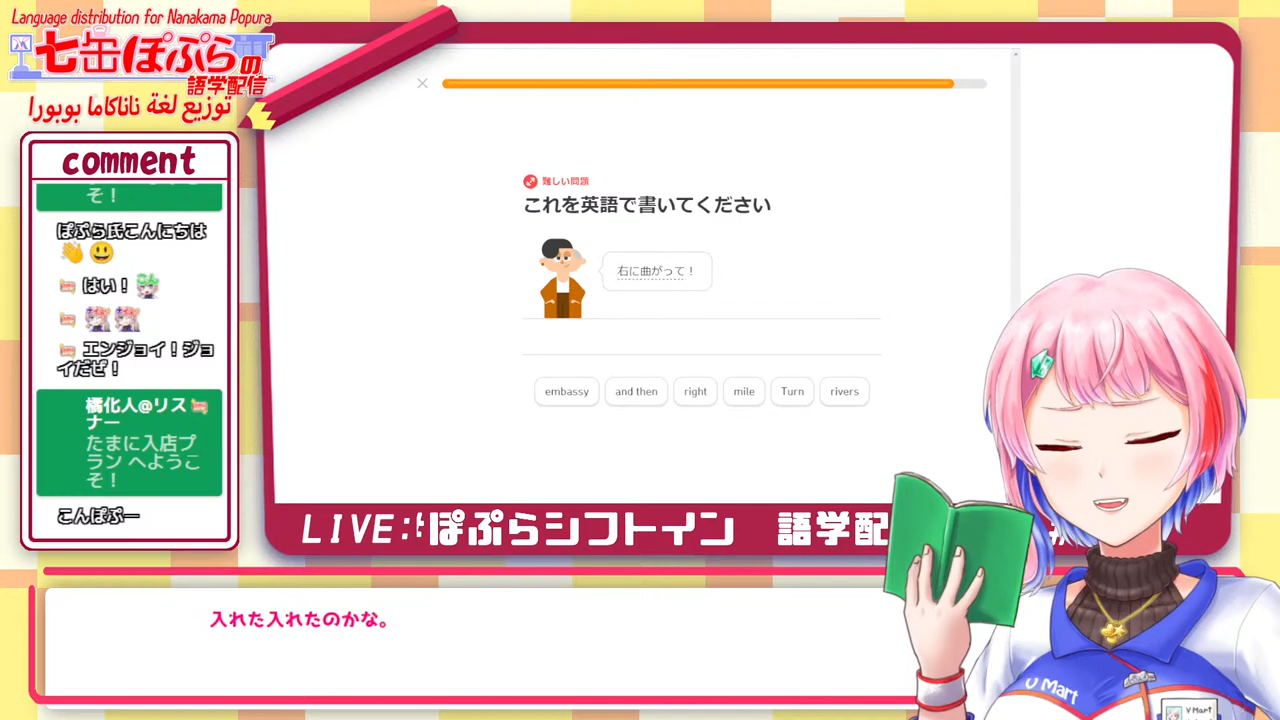 Language distribution for Nanakama Popura
七缶ぽぷらの
語学配信
توزيع لغة ناناكاما بوبورا
comment
そ！
ぽぷら氏こんにちは
👋😃
はい！
エンジョイ！ジョ
イだぜ！
橘化人@リス
ナー
たまに入店プ
ラン へようこ
そ！
こんぽぷー
難しい問題
これを英語で書いてください
右に曲がって！
embassy
and then
right
mile
Turn
rivers
LIVE:
ぽぷらシフトイン 語学配
入れた入れたのかな。
U Mart
V Mart